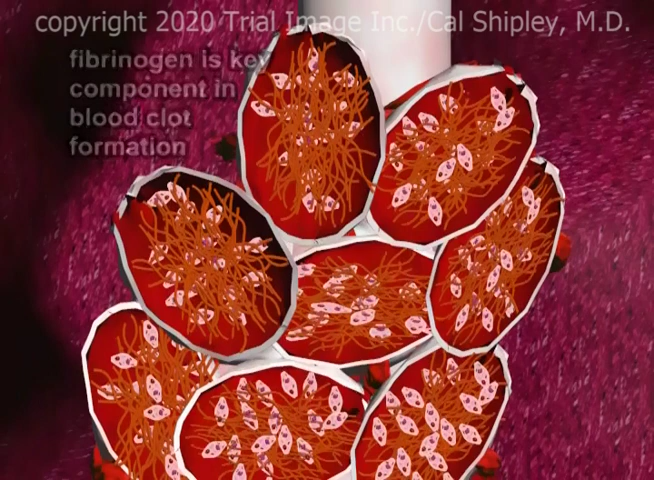 copyright 2020 Trial Image Inc./Cal Shipley, M.D.
fibrinogen is key
component in
blood clot
formation